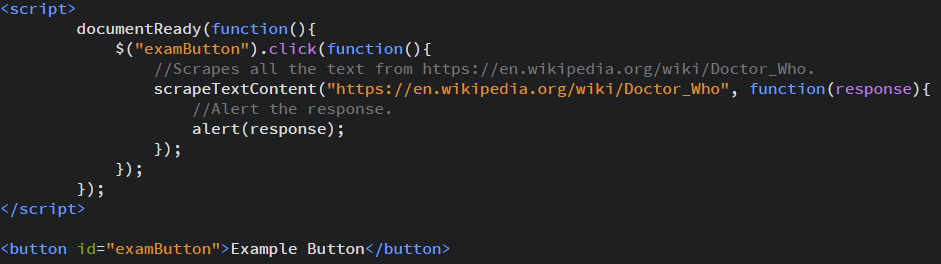 <script>
documentReady(function(){
$("examButton").click(function(){
//Scrapes all the text from https://en.wikipedia.org/wiki/Doctor_Who.
scrapeTextContent("https://en.wikipedia.org/wiki/Doctor_Who", function(response){
//Alert the response.
alert(response);
});
});
});
</script>
<button id="examButton">Example Button</button>